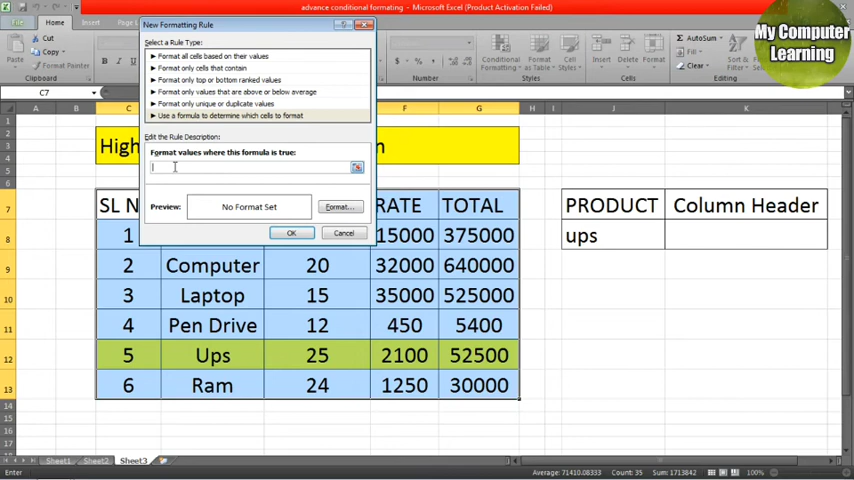 advance conditional formating - Microsoft Excel (Product Activation Failed)
My Computer
Learning
File Home Insert
Cut
Copy
Format Painter
Clipboard
New Formatting Rule
Select a Rule Type:
► Format all cells based on their values
► Format only cells that contain
► Format only top or bottom ranked values
► Format only values that are above or below average
► Format only unique or duplicate values
► Use a formula to determine which cells to format
Edit the Rule Description:
Format values where this formula is true:
Preview: No Format Set Format...
OK Cancel
Number
Conditional Formatting
Format as Table
Cell Styles
Styles
Insert Delete Format
Cells
AutoSum
Fill
Clear
C7
A B C F G H I J K
1
2
3
4
5
6
7
8
9
10
11
12
13
14
15
16
17
High
SL N RATE TOTAL
1 15000 375000
2 Computer 20 32000 640000
3 Laptop 15 35000 525000
4 Pen Drive 12 450 5400
5 Ups 25 2100 52500
6 Ram 24 1250 30000
PRODUCT Column Header
ups
Sheet1 Sheet2 Sheet3
Enter Average: 71410.08333 Count: 35 Sum: 1713842 100%